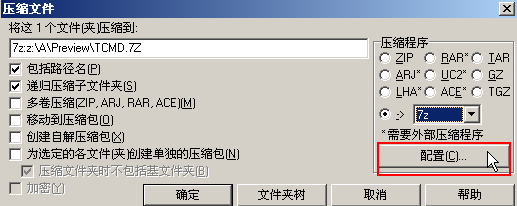 压缩文件
将这 1 个文件(夹)压缩到:
7z:z:\A\Preview\TCMD.7Z
包括路径名(P)
递归压缩子文件夹(S)
多卷压缩(ZIP, ARJ, RAR, ACE)(M)
移动到压缩包(O)
创建自解压缩包(X)
为选定的各文件(夹)创建单独的压缩包(N)
压缩文件夹时不包括基文件夹(B)
加密(Y)
压缩程序
ZIP RAR* TAR
ARJ* UC2* GZ
LHA* ACE* TGZ
-> 7z
*需要外部压缩程序
配置(C)...
确定 文件夹树 取消 帮助